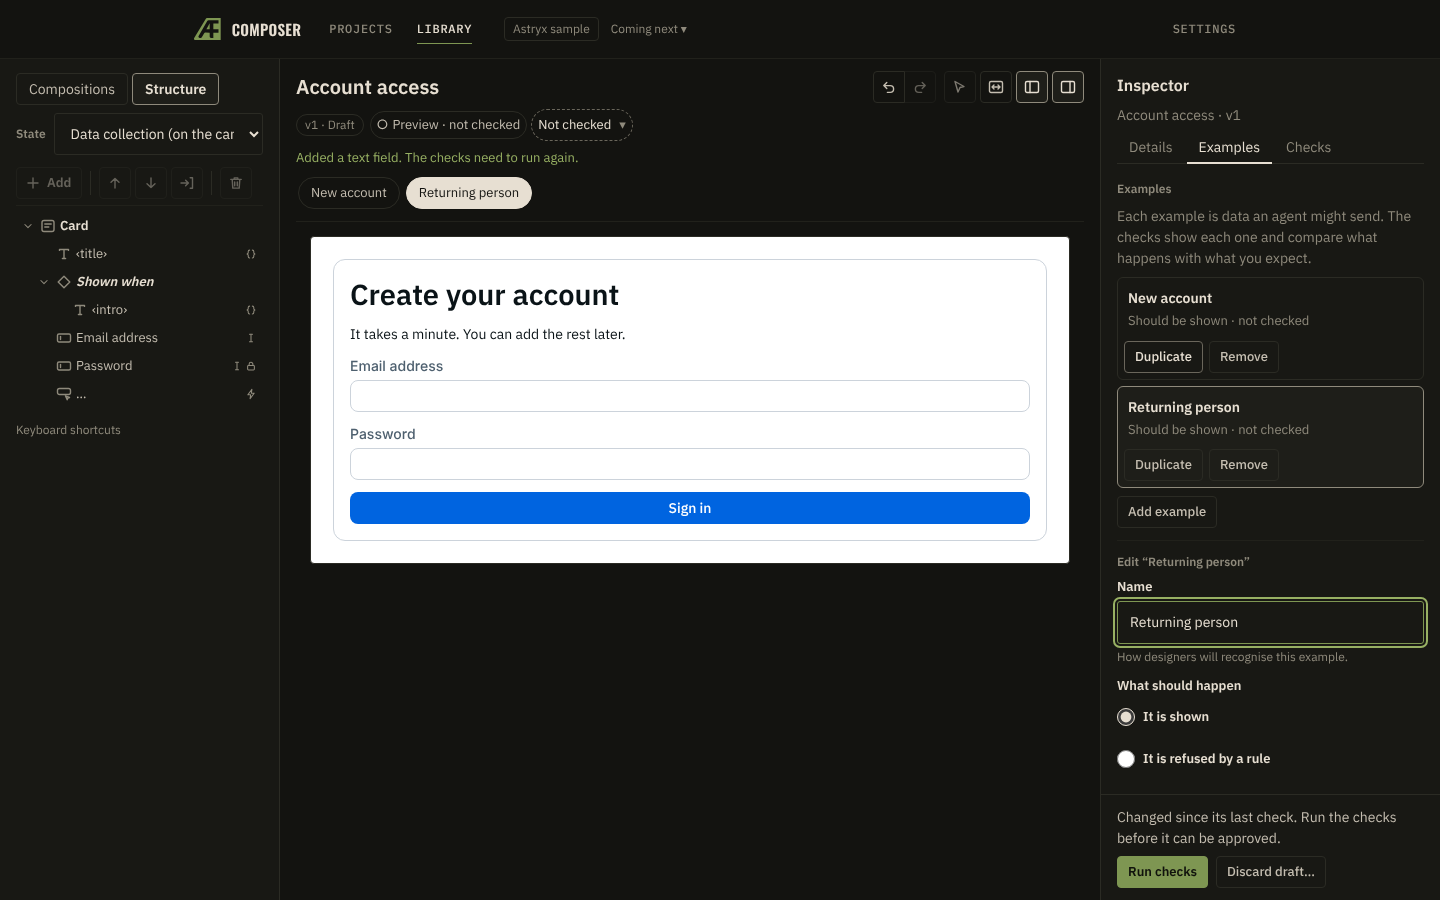 COMPOSER PROJECTS LIBRARY Astryx sample Coming next ▾ SETTINGS
Compositions Structure
State Data collection (on the car
+ Add
Card
‹title› {}
Shown when
‹intro› {}
Email address
Password
...
Keyboard shortcuts
Account access
v1 · Draft Preview · not checked Not checked ▾
Added a text field. The checks need to run again.
New account Returning person
Create your account
It takes a minute. You can add the rest later.
Email address
Password
Sign in
Inspector
Account access · v1
Details Examples Checks
Examples
Each example is data an agent might send. The
checks show each one and compare what
happens with what you expect.
New account
Should be shown · not checked
Duplicate Remove
Returning person
Should be shown · not checked
Duplicate Remove
Add example
Edit “Returning person”
Name
Returning person
How designers will recognise this example.
What should happen
It is shown
It is refused by a rule
Changed since its last check. Run the checks
before it can be approved.
Run checks Discard draft...